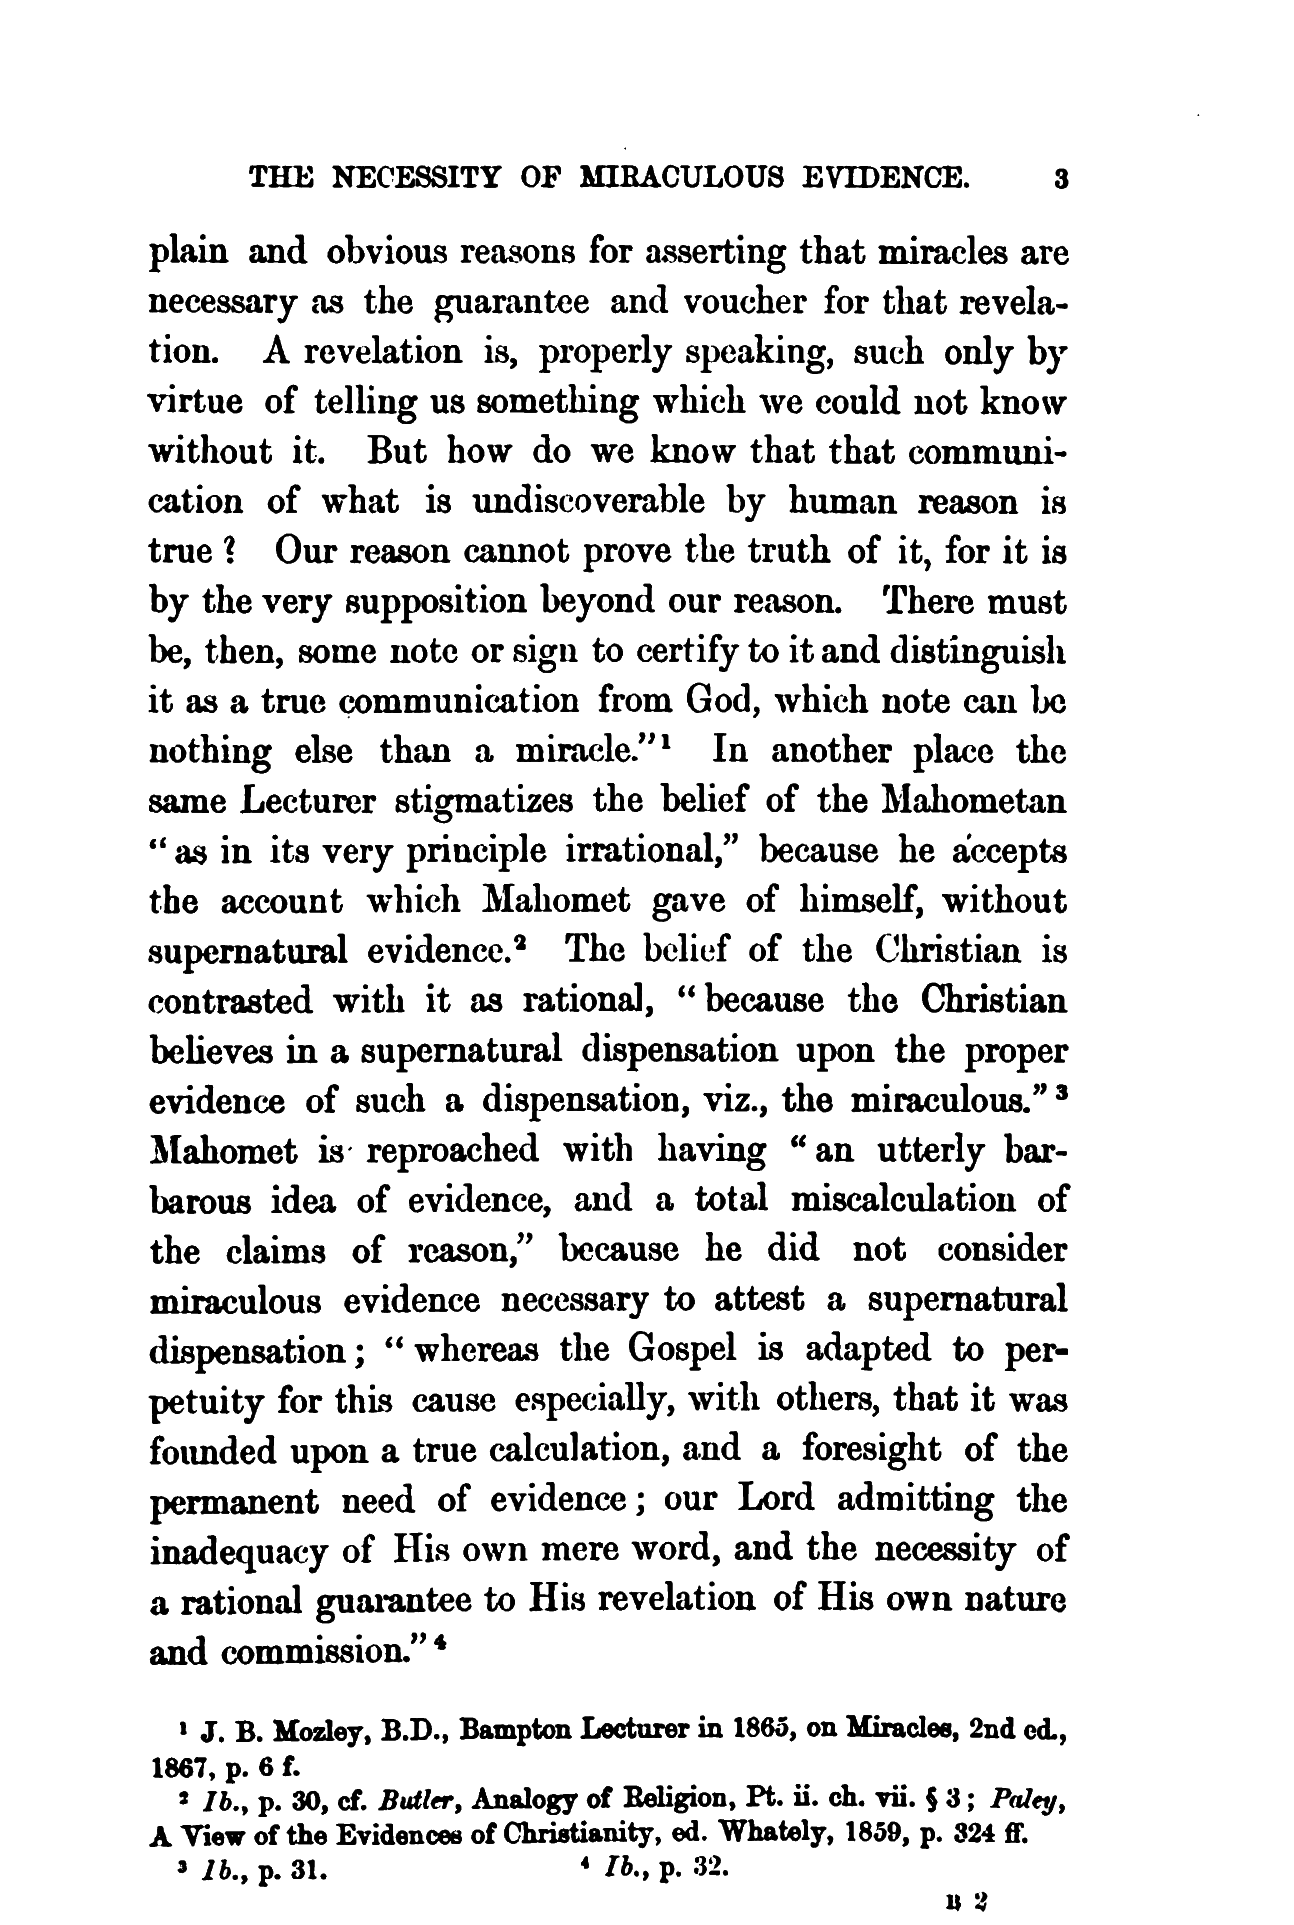 THE NECESSITY OF MIRACULOUS EVIDENCE. 3
plain and obvious reasons for asserting that miracles are
necessary as the guarantee and voucher for that revela-
tion. A revelation is, properly speaking, such only by
virtue of telling us something which we could not know
without it. But how do we know that that communi-
cation of what is undiscoverable by human reason is
true? Our reason cannot prove the truth of it, for it is
by the very supposition beyond our reason. There must
be, then, some note or sign to certify to it and distinguish
it as a true communication from God, which note can be
nothing else than a miracle.”¹ In another place the
same Lecturer stigmatizes the belief of the Mahometan
“as in its very principle irrational,” because he accepts
the account which Mahomet gave of himself, without
supernatural evidence.² The belief of the Christian is
contrasted with it as rational, “because the Christian
believes in a supernatural dispensation upon the proper
evidence of such a dispensation, viz., the miraculous.”³
Mahomet is reproached with having “an utterly bar-
barous idea of evidence, and a total miscalculation of
the claims of reason,” because he did not consider
miraculous evidence necessary to attest a supernatural
dispensation; “whereas the Gospel is adapted to per-
petuity for this cause especially, with others, that it was
founded upon a true calculation, and a foresight of the
permanent need of evidence; our Lord admitting the
inadequacy of His own mere word, and the necessity of
a rational guarantee to His revelation of His own nature
and commission.”⁴
¹ J. B. Mozley, B.D., Bampton Lecturer in 1865, on Miracles, 2nd ed.,
1867, p. 6 f.
² Ib., p. 30, cf. Butler, Analogy of Religion, Pt. ii. ch. vii. § 3; Paley,
A View of the Evidences of Christianity, ed. Whately, 1859, p. 324 ff.
³ Ib., p. 31. ⁴ Ib., p. 32.
B 2